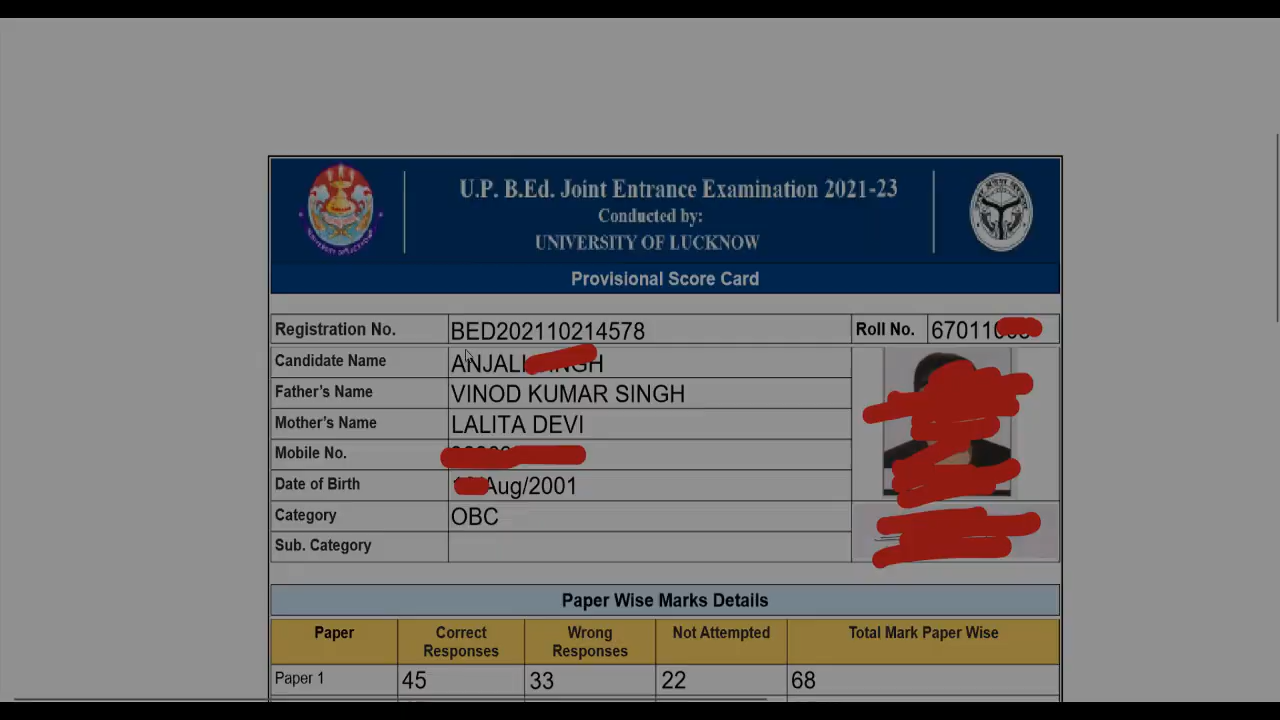 U.P. B.Ed. Joint Entrance Examination 2021-23
Conducted by:
UNIVERSITY OF LUCKNOW
Provisional Score Card
Registration No. BED202110214578 Roll No. 67011
Candidate Name ANJALI
Father's Name VINOD KUMAR SINGH
Mother's Name LALITA DEVI
Mobile No.
Date of Birth Aug/2001
Category OBC
Sub. Category
Paper Wise Marks Details
Paper Correct Responses Wrong Responses Not Attempted Total Mark Paper Wise
Paper 1 45 33 22 68